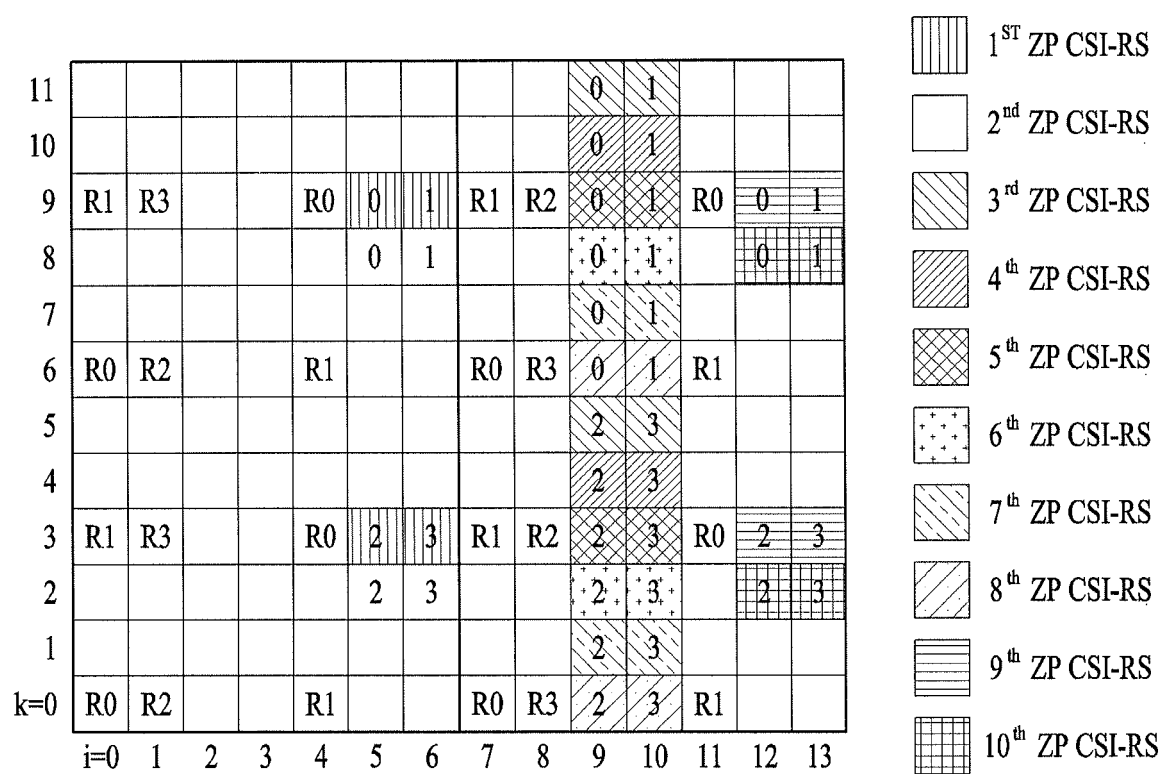 11 0 1
10 0 1
9 R1 R3 R0 0 1 R1 R2 0 1 R0 0 1
8 0 1 0 1 0 1
7 0 1
6 R0 R2 R1 R0 R3 0 1 R1
5 2 3
4 2 3
3 R1 R3 R0 2 3 R1 R2 2 3 R0 2 3
2 2 3 2 3 2 3
1 2 3
k=0 R0 R2 R1 R0 R3 2 3 R1
i=0 1 2 3 4 5 6 7 8 9 10 11 12 13
1ST ZP CSI-RS
2nd ZP CSI-RS
3rd ZP CSI-RS
4th ZP CSI-RS
5th ZP CSI-RS
6th ZP CSI-RS
7th ZP CSI-RS
8th ZP CSI-RS
9th ZP CSI-RS
10th ZP CSI-RS